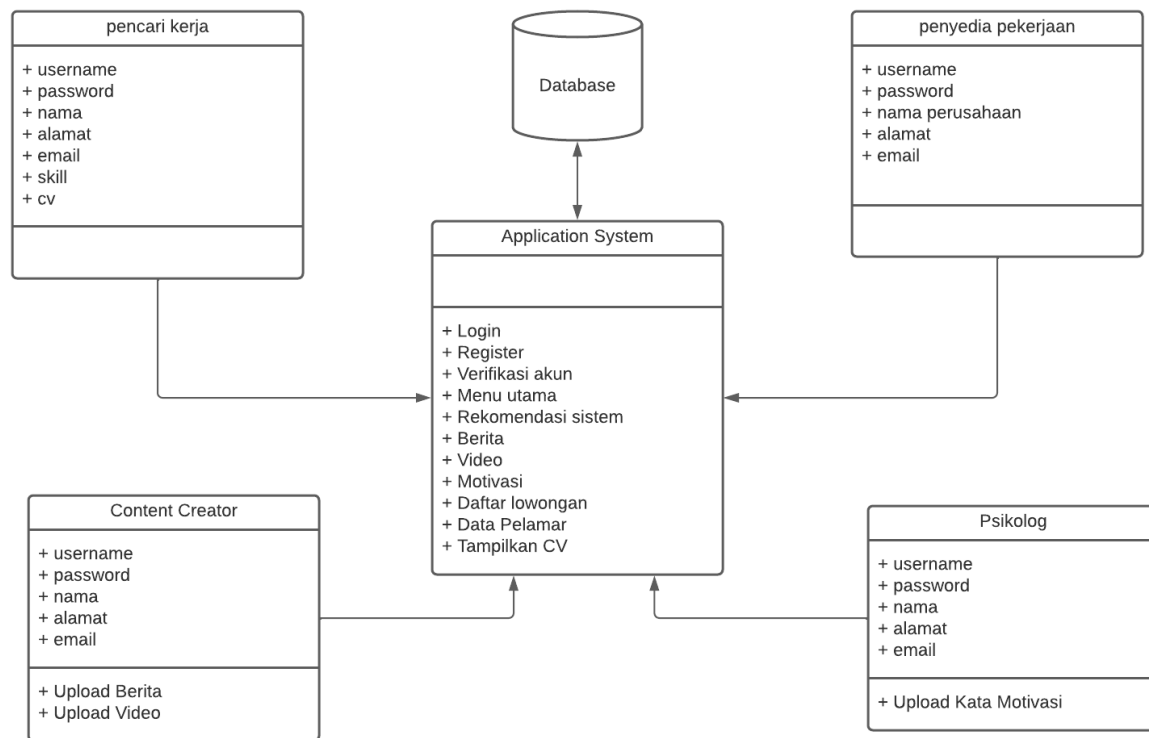 pencari kerja
+ username
+ password
+ nama
+ alamat
+ email
+ skill
+ cv
Database
penyedia pekerjaan
+ username
+ password
+ nama perusahaan
+ alamat
+ email
Application System
+ Login
+ Register
+ Verifikasi akun
+ Menu utama
+ Rekomendasi sistem
+ Berita
+ Video
+ Motivasi
+ Daftar lowongan
+ Data Pelamar
+ Tampilkan CV
Content Creator
+ username
+ password
+ nama
+ alamat
+ email
+ Upload Berita
+ Upload Video
Psikolog
+ username
+ password
+ nama
+ alamat
+ email
+ Upload Kata Motivasi